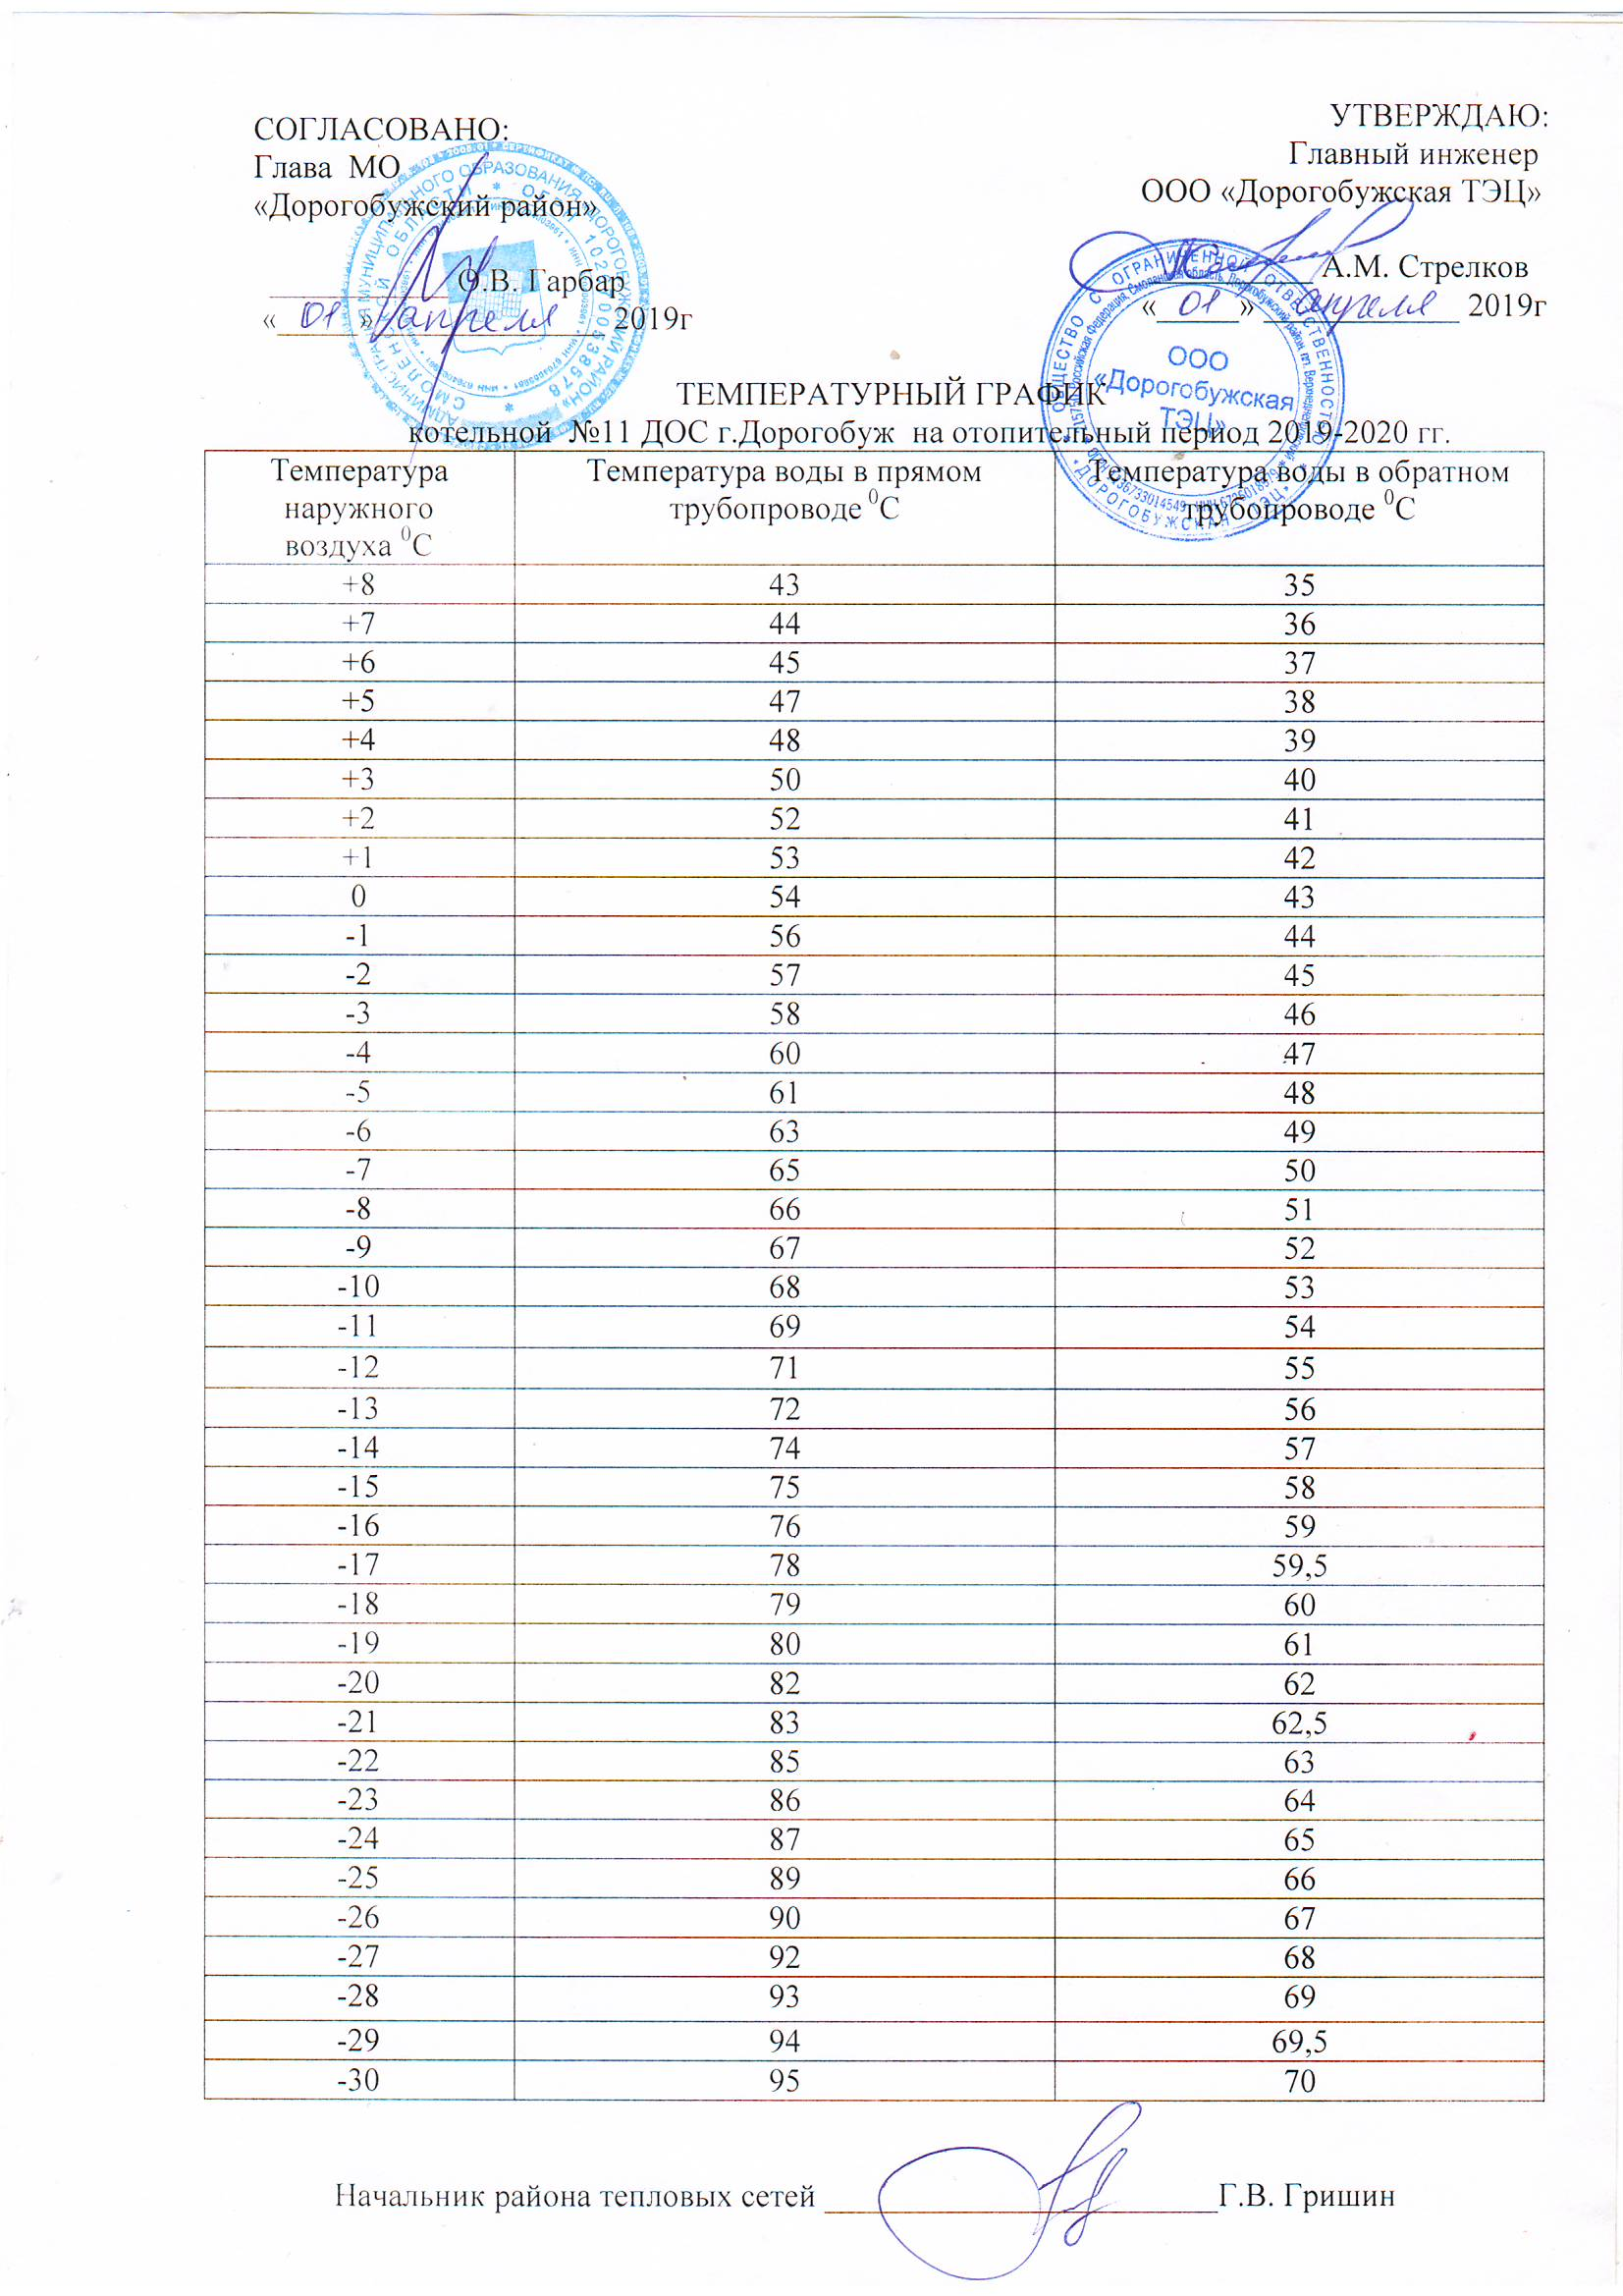 СОГЛАСОВАНО:
Глава МО
«Дорогобужский район»
О.В. Гарбар
« 01 » апреля 2019г
УТВЕРЖДАЮ:
Главный инженер
ООО «Дорогобужская ТЭЦ»
А.М. Стрелков
« 01 » апреля 2019г
ООО
«Дорогобужская
ТЭЦ»
ОБЩЕСТВО С ОГРАНИЧЕННОЙ ОТВЕТСТВЕННОСТЬЮ
ТЕМПЕРАТУРНЫЙ ГРАФИК
котельной №11 ДОС г.Дорогобуж на отопительный период 2019-2020 гг.
Температура наружного воздуха ⁰С Температура воды в прямом трубопроводе ⁰С Температура воды в обратном трубопроводе ⁰С
+8 43 35
+7 44 36
+6 45 37
+5 47 38
+4 48 39
+3 50 40
+2 52 41
+1 53 42
0 54 43
-1 56 44
-2 57 45
-3 58 46
-4 60 47
-5 61 48
-6 63 49
-7 65 50
-8 66 51
-9 67 52
-10 68 53
-11 69 54
-12 71 55
-13 72 56
-14 74 57
-15 75 58
-16 76 59
-17 78 59,5
-18 79 60
-19 80 61
-20 82 62
-21 83 62,5
-22 85 63
-23 86 64
-24 87 65
-25 89 66
-26 90 67
-27 92 68
-28 93 69
-29 94 69,5
-30 95 70
Начальник района тепловых сетей Г.В. Гришин